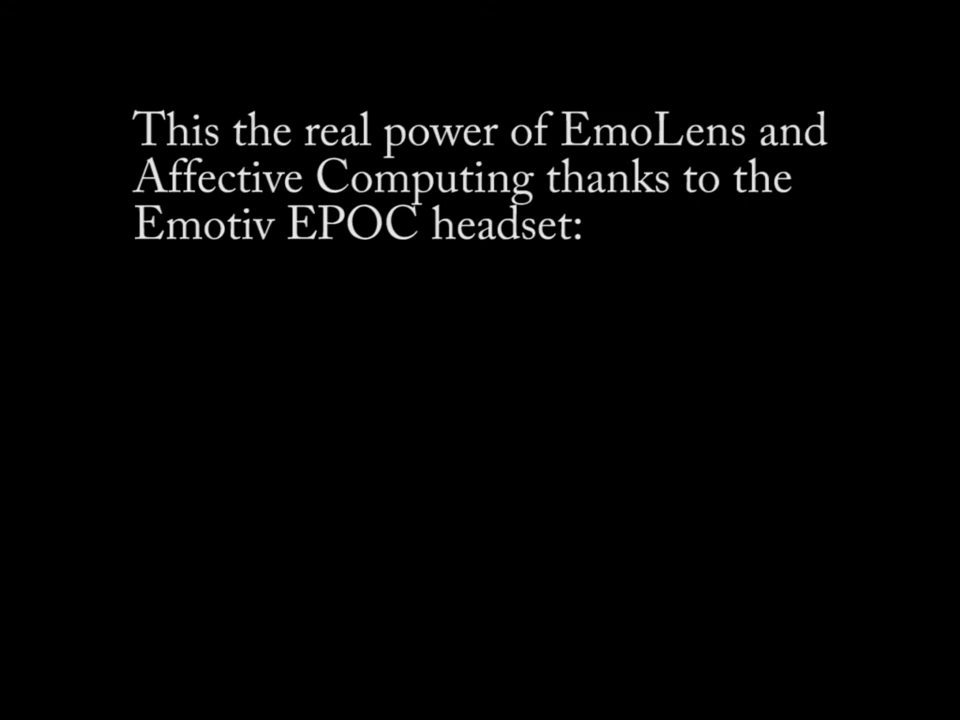 This the real power of EmoLens and
Affective Computing thanks to the
Emotiv EPOC headset: